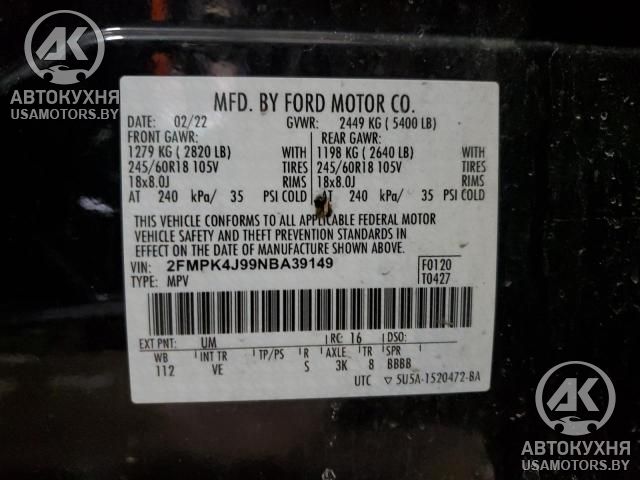 АК
АВТОКУХНЯ
USAMOTORS.BY
MFD. BY FORD MOTOR CO.
DATE: 02/22 GVWR: 2449 KG ( 5400 LB)
FRONT GAWR: REAR GAWR:
1279 KG ( 2820 LB) WITH 1198 KG ( 2640 LB) WITH
245/60R18 105V TIRES 245/60R18 105V TIRES
18x8.0J RIMS 18x8.0J RIMS
AT 240 kPa/ 35 PSI COLD AT 240 kPa/ 35 PSI COLD
THIS VEHICLE CONFORMS TO ALL APPLICABLE FEDERAL MOTOR
VEHICLE SAFETY AND THEFT PREVENTION STANDARDS IN
EFFECT ON THE DATE OF MANUFACTURE SHOWN ABOVE.
VIN: 2FMPK4J99NBA39149 F0120
TYPE: MPV T0427
EXT PNT: UM RC: 16 DSO:
WB INT TR TP/PS R AXLE TR SPR
112 VE S 3K 8 BBBB
UTC ▽ 5U5A-1520472-BA
АК
АВТОКУХНЯ
USAMOTORS.BY